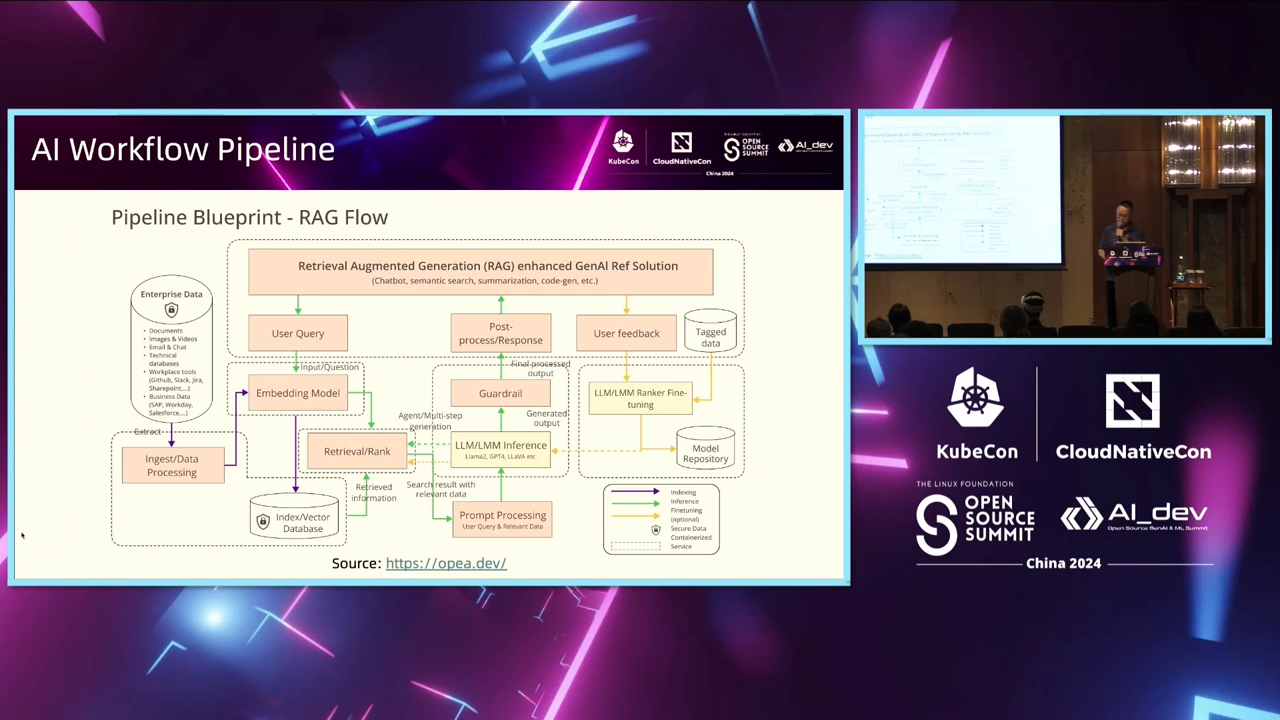 AI Workflow Pipeline
KubeCon
CloudNativeCon
THE LINUX FOUNDATION
OPEN
SOURCE
SUMMIT
AI_dev
China 2024
Pipeline Blueprint - RAG Flow
Retrieval Augmented Generation (RAG) enhanced GenAI Ref Solution
(Chatbot, semantic search, summarization, code-gen, etc.)
Enterprise Data
• Documents
• Images & Videos
• Email & Chat
• Technical
databases
• Workplace tools
(Github, Slack, Jira,
Sharepoint,...)
• Business Data
(SAP, Workday,
Salesforce,...)
User Query
Post-
process/Response
User feedback
Tagged
data
Input/Question
Final processed
output
Embedding Model
Guardrail
LLM/LMM Ranker Fine-
tuning
Agent/Multi-step
generation
Generated
output
Extract
Ingest/Data
Processing
Retrieval/Rank
LLM/LMM Inference
Llama2, GPT4, LLaVA etc.
Model
Repository
Retrieved
information
Search result with
relevant data
Index/Vector
Database
Prompt Processing
User Query & Relevant Data
Indexing
Inference
Finetuning
(optional)
Secure Data
Containerized
Service
Source: https://opea.dev/
KubeCon
CloudNativeCon
THE LINUX FOUNDATION
OPEN
SOURCE
SUMMIT
AI_dev
Open Source GenAI & ML Summit
China 2024